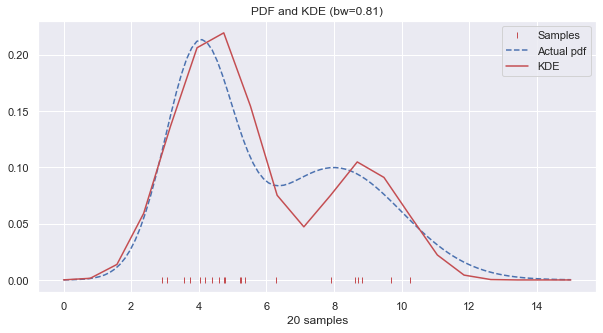 PDF and KDE (bw=0.81)
Samples
Actual pdf
KDE
0.20
0.15
0.10
0.05
0.00
0 2 4 6 8 10 12 14
20 samples